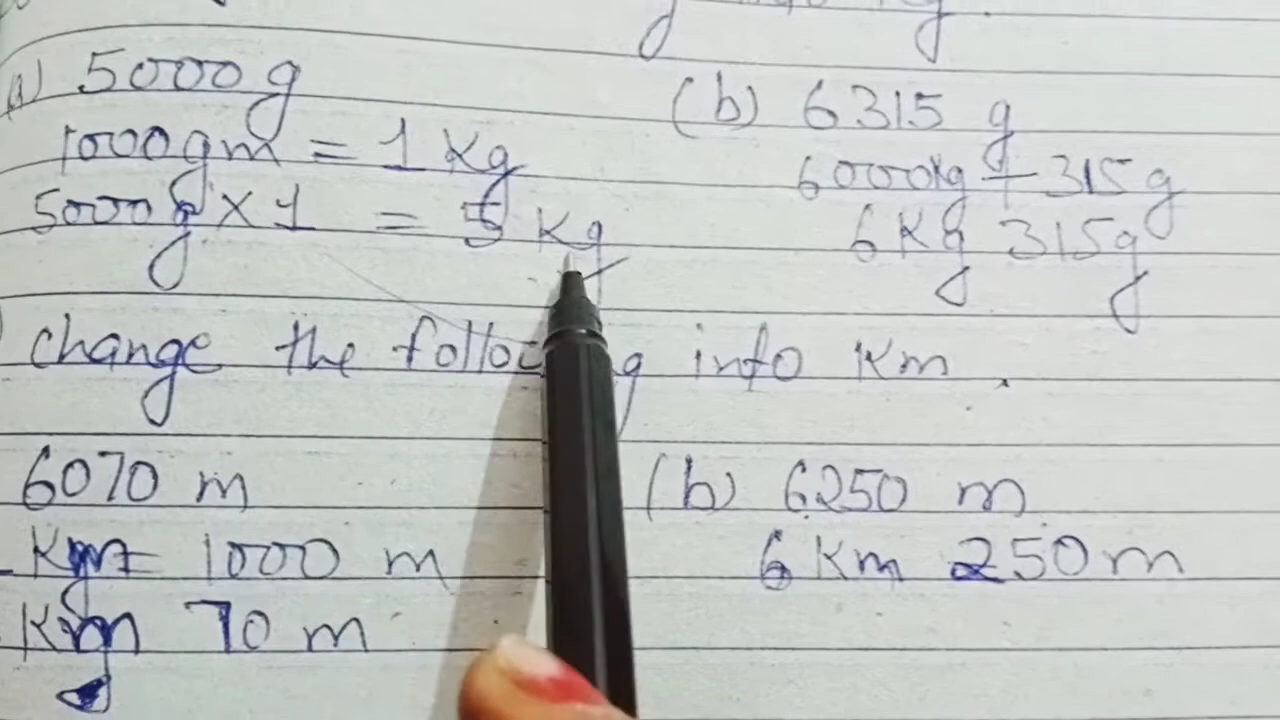 (a) 5000 g
1000 gm = 1 Kg
5000 g × 1 = 5 Kg
(b) 6315 g
6000 Kg + 315 g
6 Kg 315 g
change the following into Km.
6070 m
Km = 1000 m
Km 70 m
(b) 6250 m
6 Km 250 m